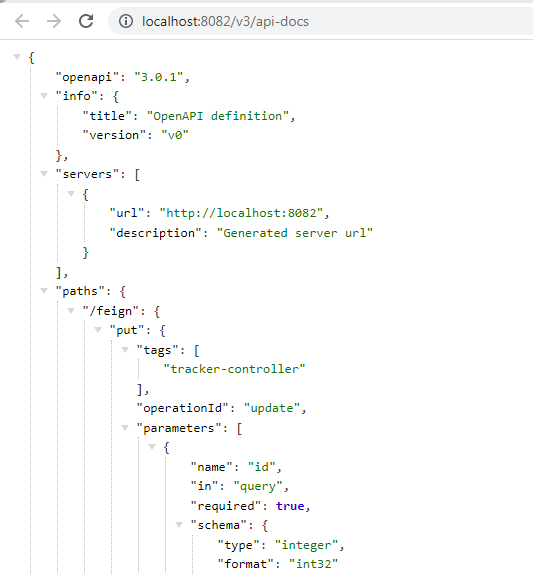 localhost:8082/v3/api-docs
{
"openapi": "3.0.1",
"info": {
"title": "OpenAPI definition",
"version": "v0"
},
"servers": [
{
"url": "http://localhost:8082",
"description": "Generated server url"
}
],
"paths": {
"/feign": {
"put": {
"tags": [
"tracker-controller"
],
"operationId": "update",
"parameters": [
{
"name": "id",
"in": "query",
"required": true,
"schema": {
"type": "integer",
"format": "int32"